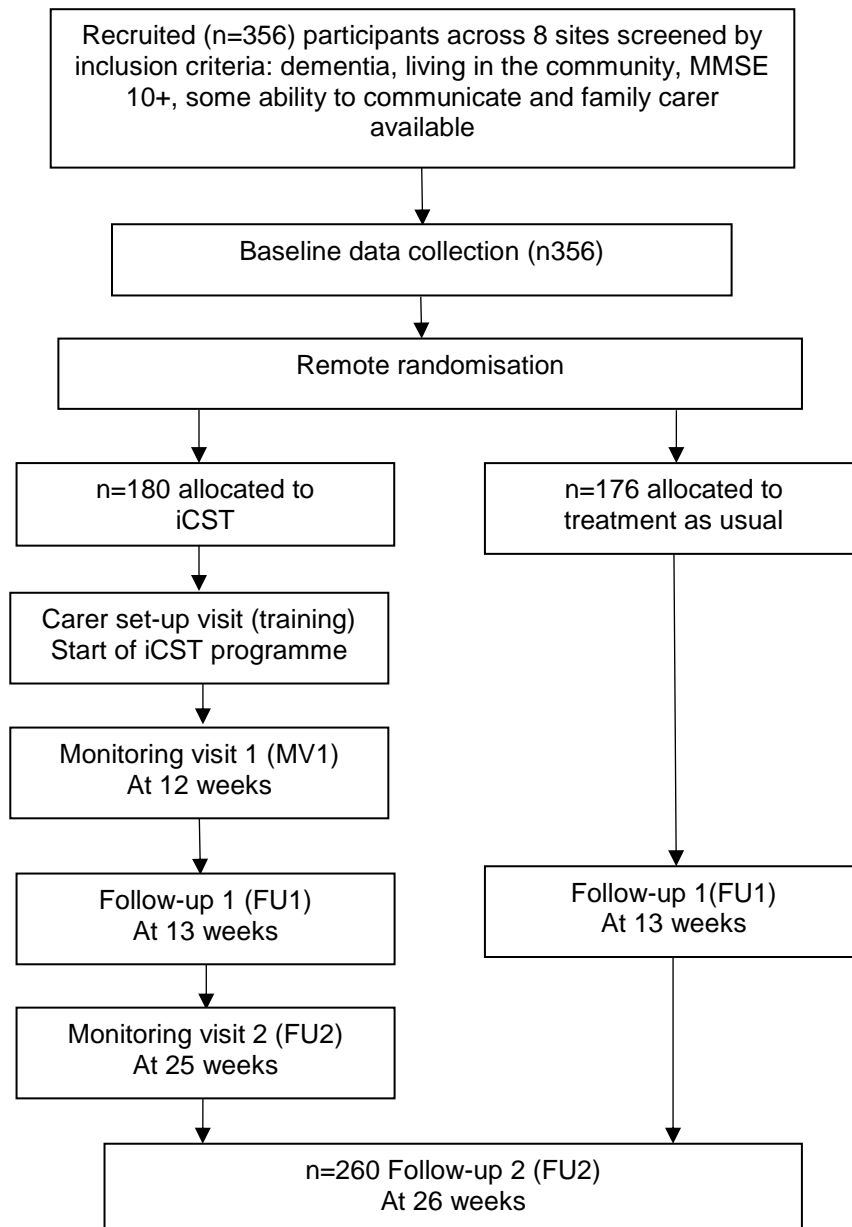 Recruited (n=356) participants across 8 sites screened by
inclusion criteria: dementia, living in the community, MMSE
10+, some ability to communicate and family carer
available
Baseline data collection (n356)
Remote randomisation
n=180 allocated to
iCST
n=176 allocated to
treatment as usual
Carer set-up visit (training)
Start of iCST programme
Monitoring visit 1 (MV1)
At 12 weeks
Follow-up 1 (FU1)
At 13 weeks
Follow-up 1(FU1)
At 13 weeks
Monitoring visit 2 (FU2)
At 25 weeks
n=260 Follow-up 2 (FU2)
At 26 weeks